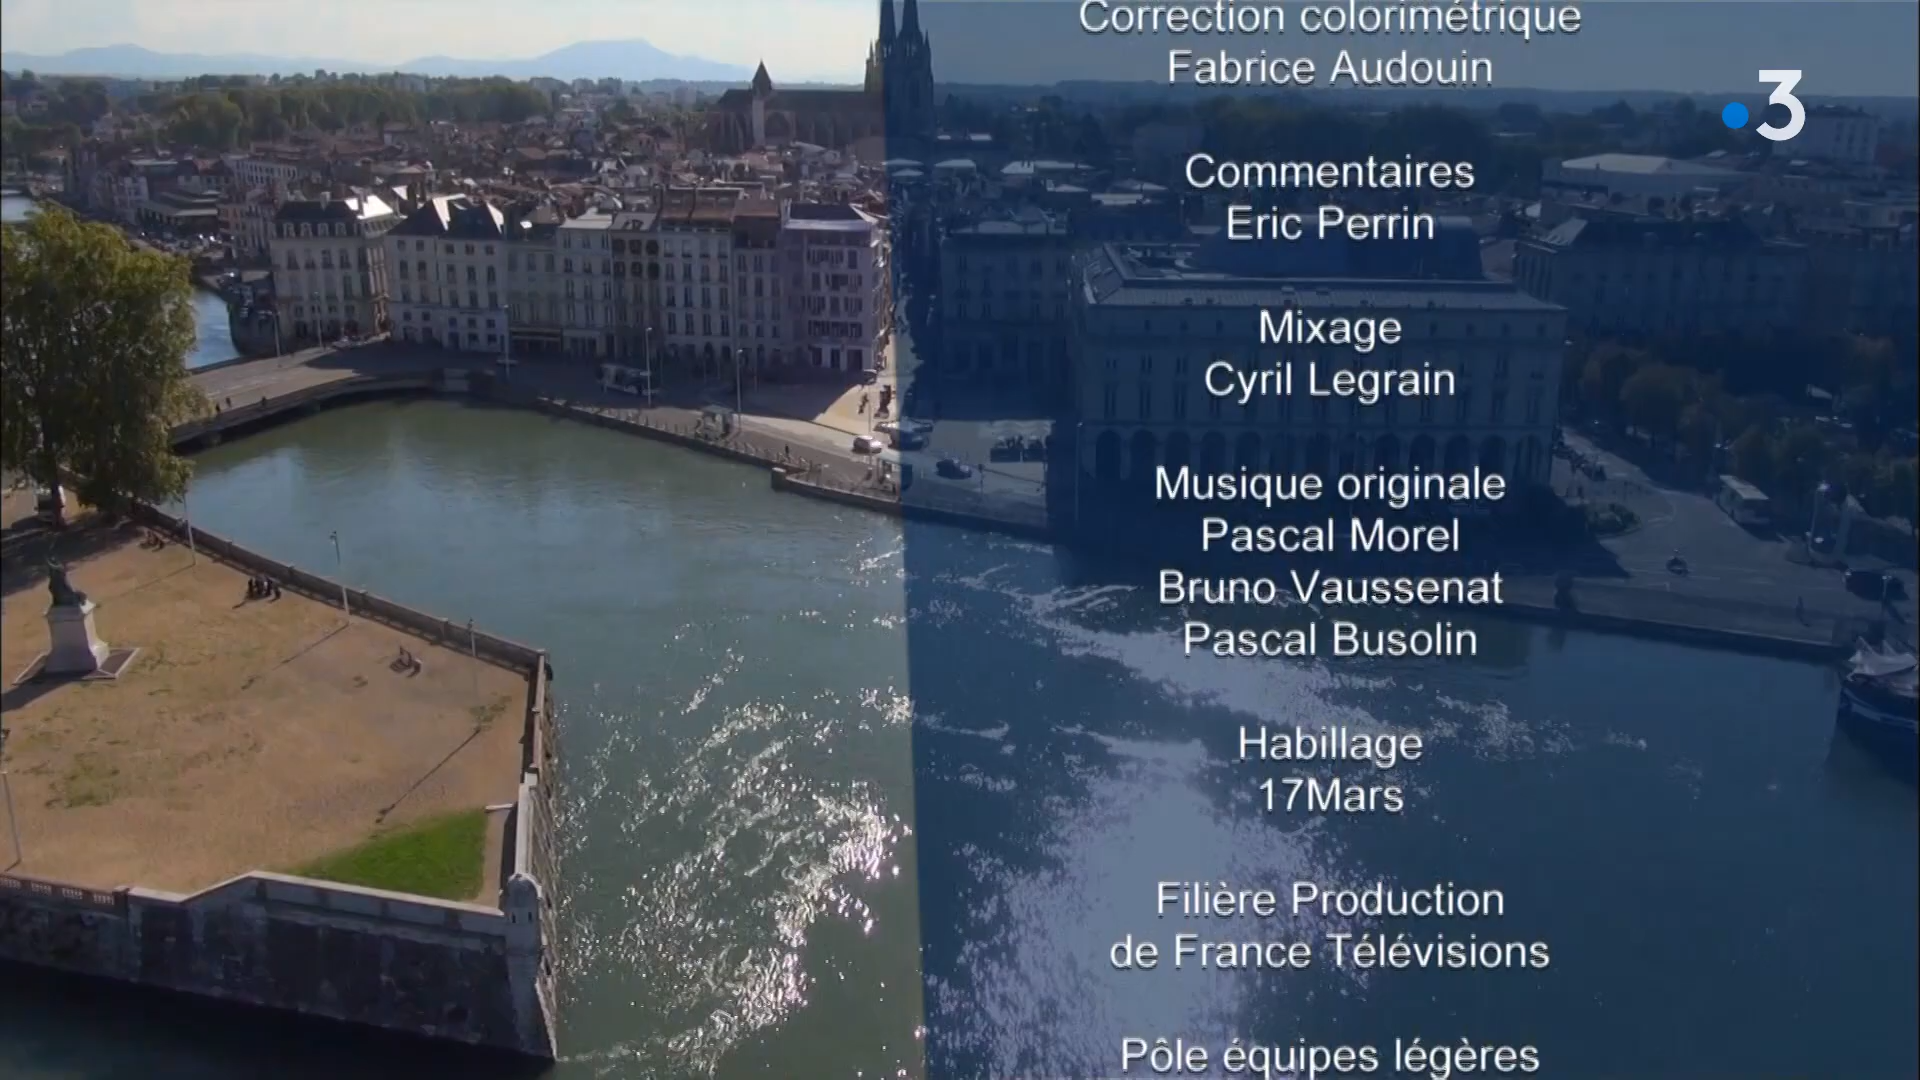 Correction colorimétrique
Fabrice Audouin
3
Commentaires
Eric Perrin
Mixage
Cyril Legrain
Musique originale
Pascal Morel
Bruno Vaussenat
Pascal Busolin
Habillage
17Mars
Filière Production
de France Télévisions
Pôle équipes légères